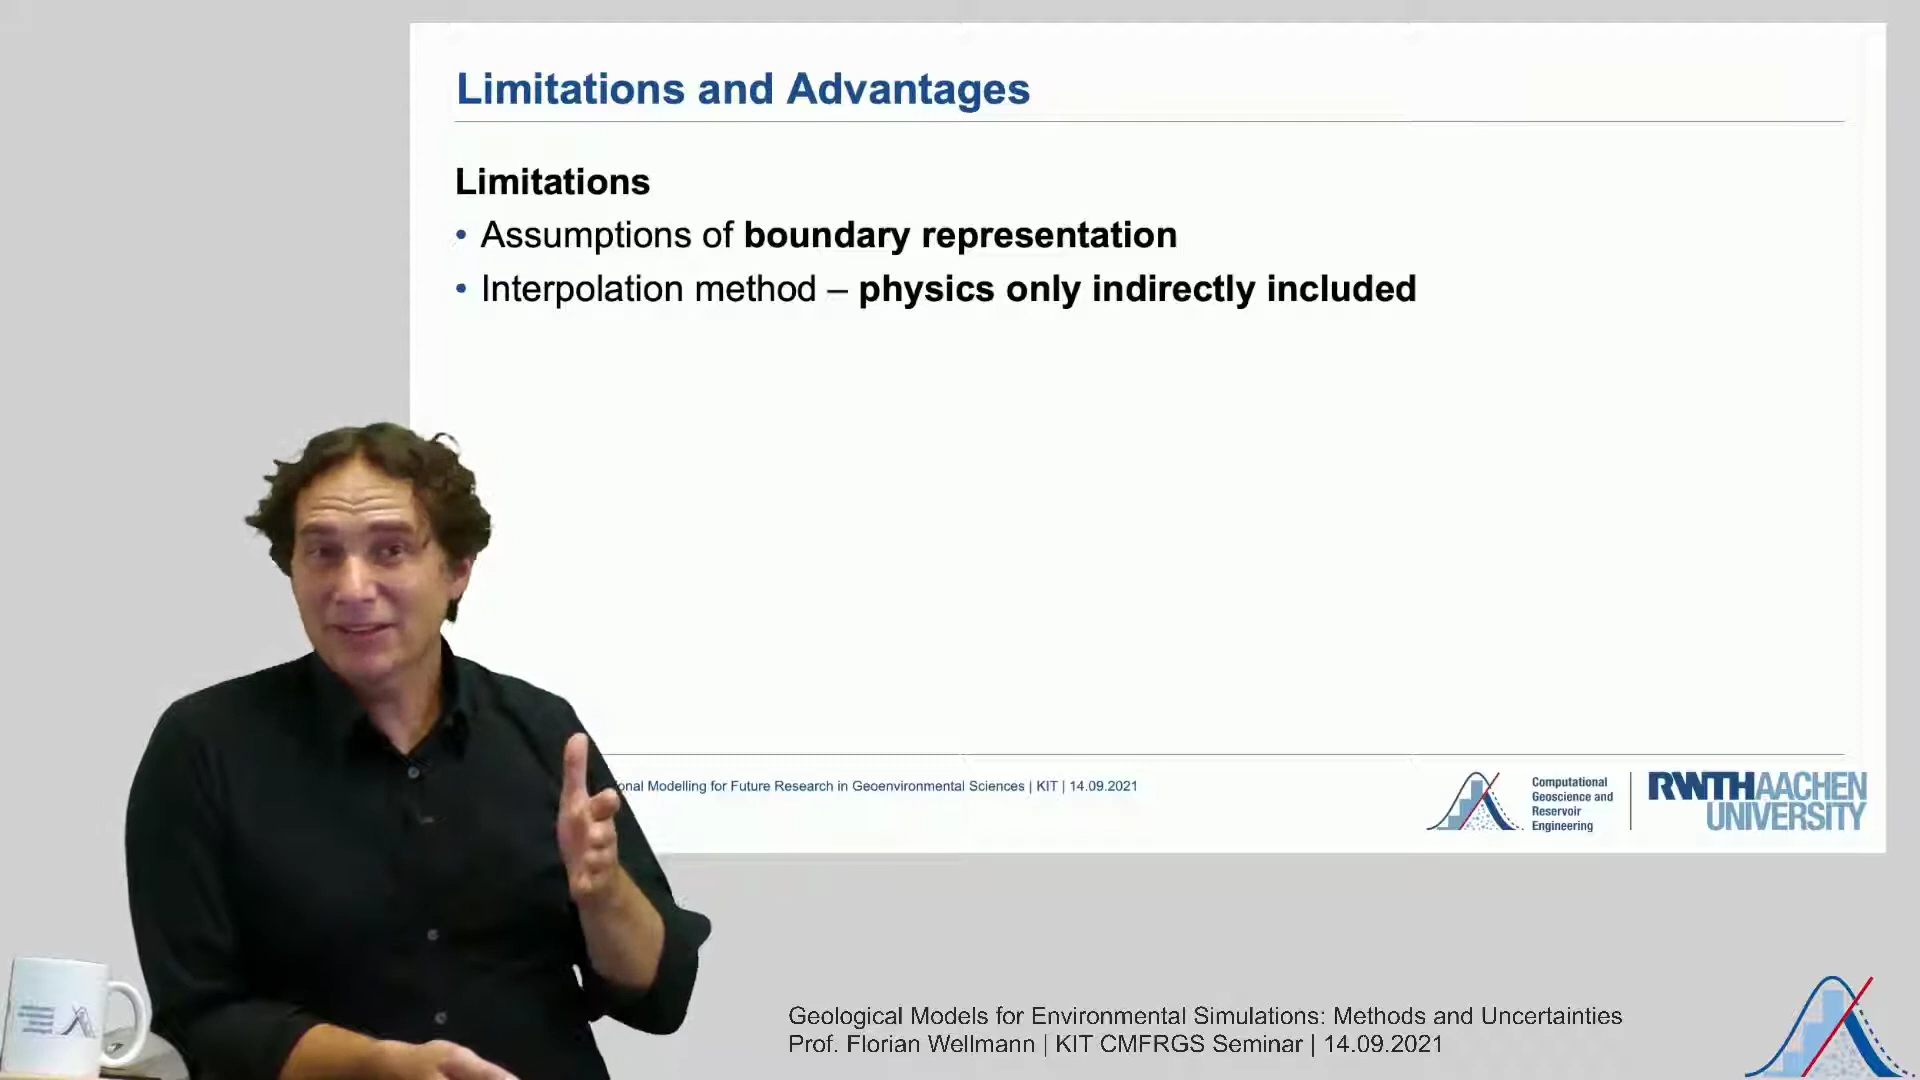 Limitations and Advantages
Limitations
• Assumptions of boundary representation
• Interpolation method – physics only indirectly included
onal Modelling for Future Research in Geoenvironmental Sciences | KIT | 14.09.2021
Computational
Geoscience and
Reservoir
Engineering
RWTHAACHEN
UNIVERSITY
Geological Models for Environmental Simulations: Methods and Uncertainties
Prof. Florian Wellmann | KIT CMFRGS Seminar | 14.09.2021